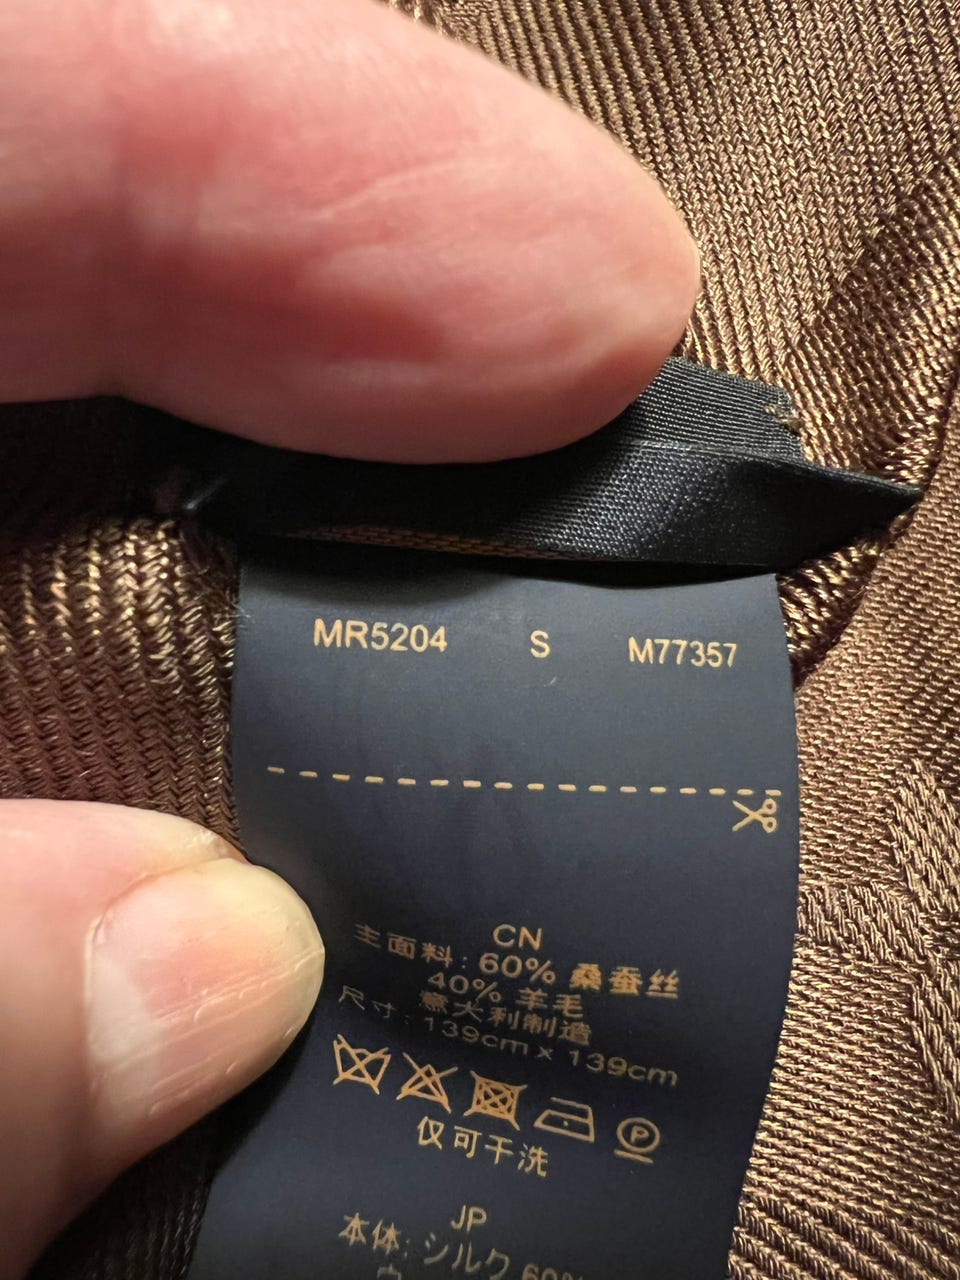 MR5204 S M77357
CN
主面料: 60% 桑蚕丝
40% 羊毛
意大利制造
尺寸: 139cm x 139cm
P
仅可干洗
JP
本体: シルク 60%